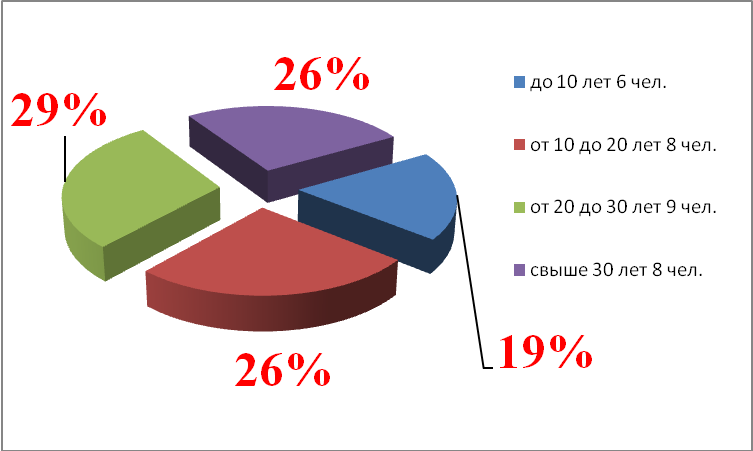 26%
29%
26%
19%
до 10 лет 6 чел.
от 10 до 20 лет 8 чел.
от 20 до 30 лет 9 чел.
свыше 30 лет 8 чел.